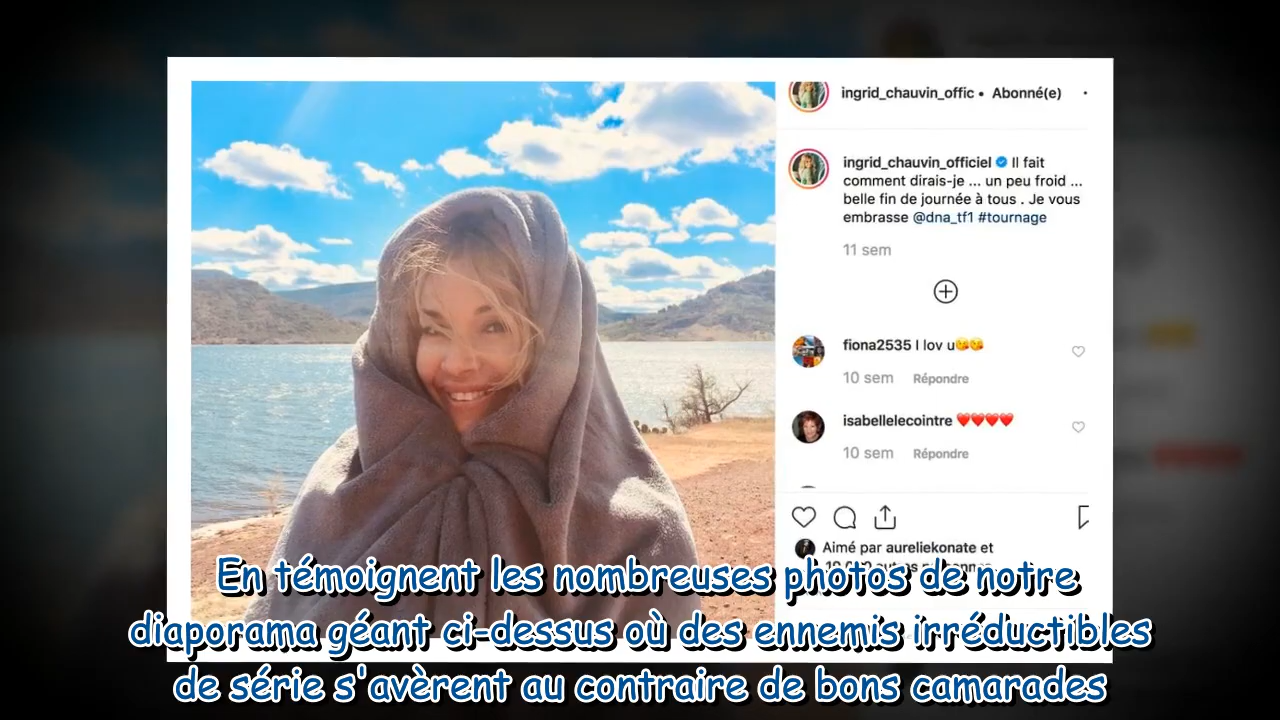 ingrid_chauvin_offic • Abonné(e)
ingrid_chauvin_officiel Il fait
comment dirais-je ... un peu froid ...
belle fin de journée à tous . Je vous
embrasse @dna_tf1 #tournage
11 sem
fiona2535 I lov u😘😘
10 sem Répondre
isabellelecointre ❤️❤️❤️❤️
10 sem Répondre
Aimé par aureliekonate et
En témoignent les nombreuses photos de notre
diaporama géant ci-dessus où des ennemis irréductibles
de série s'avèrent au contraire de bons camarades